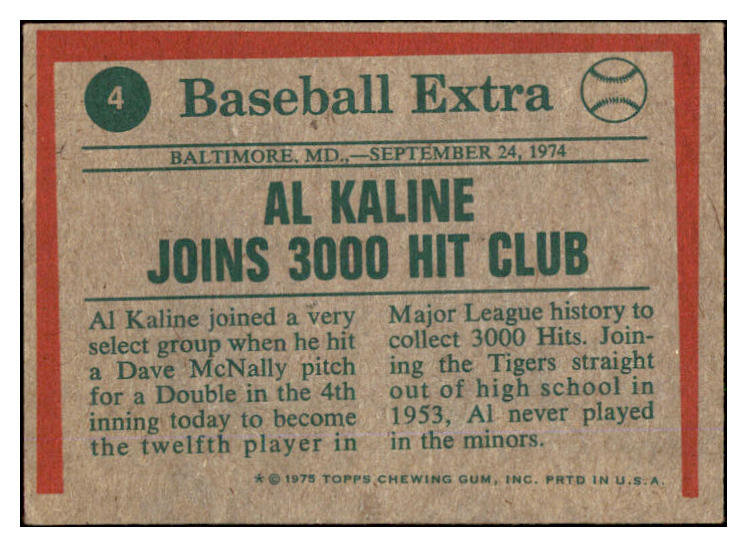 4
Baseball Extra
BALTIMORE, MD.,—SEPTEMBER 24, 1974
AL KALINE
JOINS 3000 HIT CLUB
Al Kaline joined a very
select group when he hit
a Dave McNally pitch
for a Double in the 4th
inning today to become
the twelfth player in
Major League history to
collect 3000 Hits. Join-
ing the Tigers straight
out of high school in
1953, Al never played
in the minors.
*© 1975 TOPPS CHEWING GUM, INC. PRTD IN U.S.A.